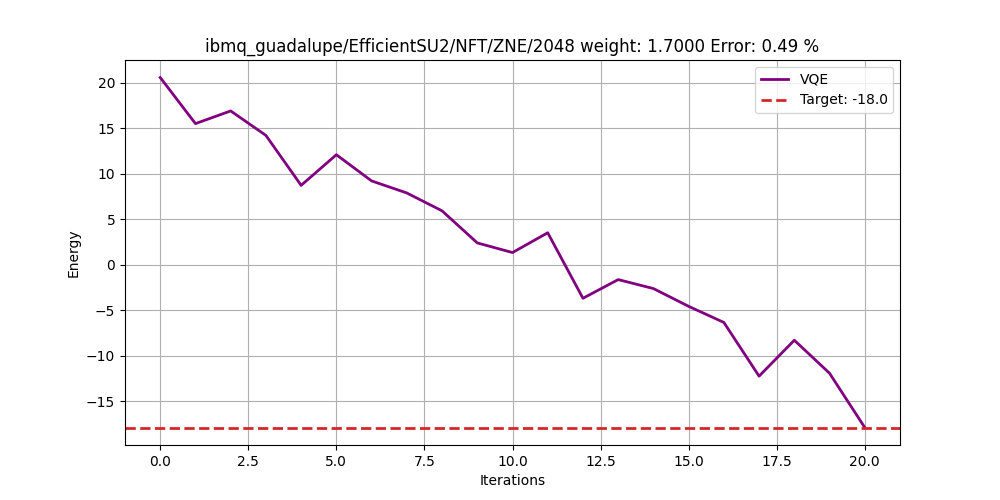 ibmq_guadalupe/EfficientSU2/NFT/ZNE/2048 weight: 1.7000 Error: 0.49 %
VQE
Target: -18.0
20
15
10
5
0
−5
−10
−15
Energy
0.0 2.5 5.0 7.5 10.0 12.5 15.0 17.5 20.0
Iterations